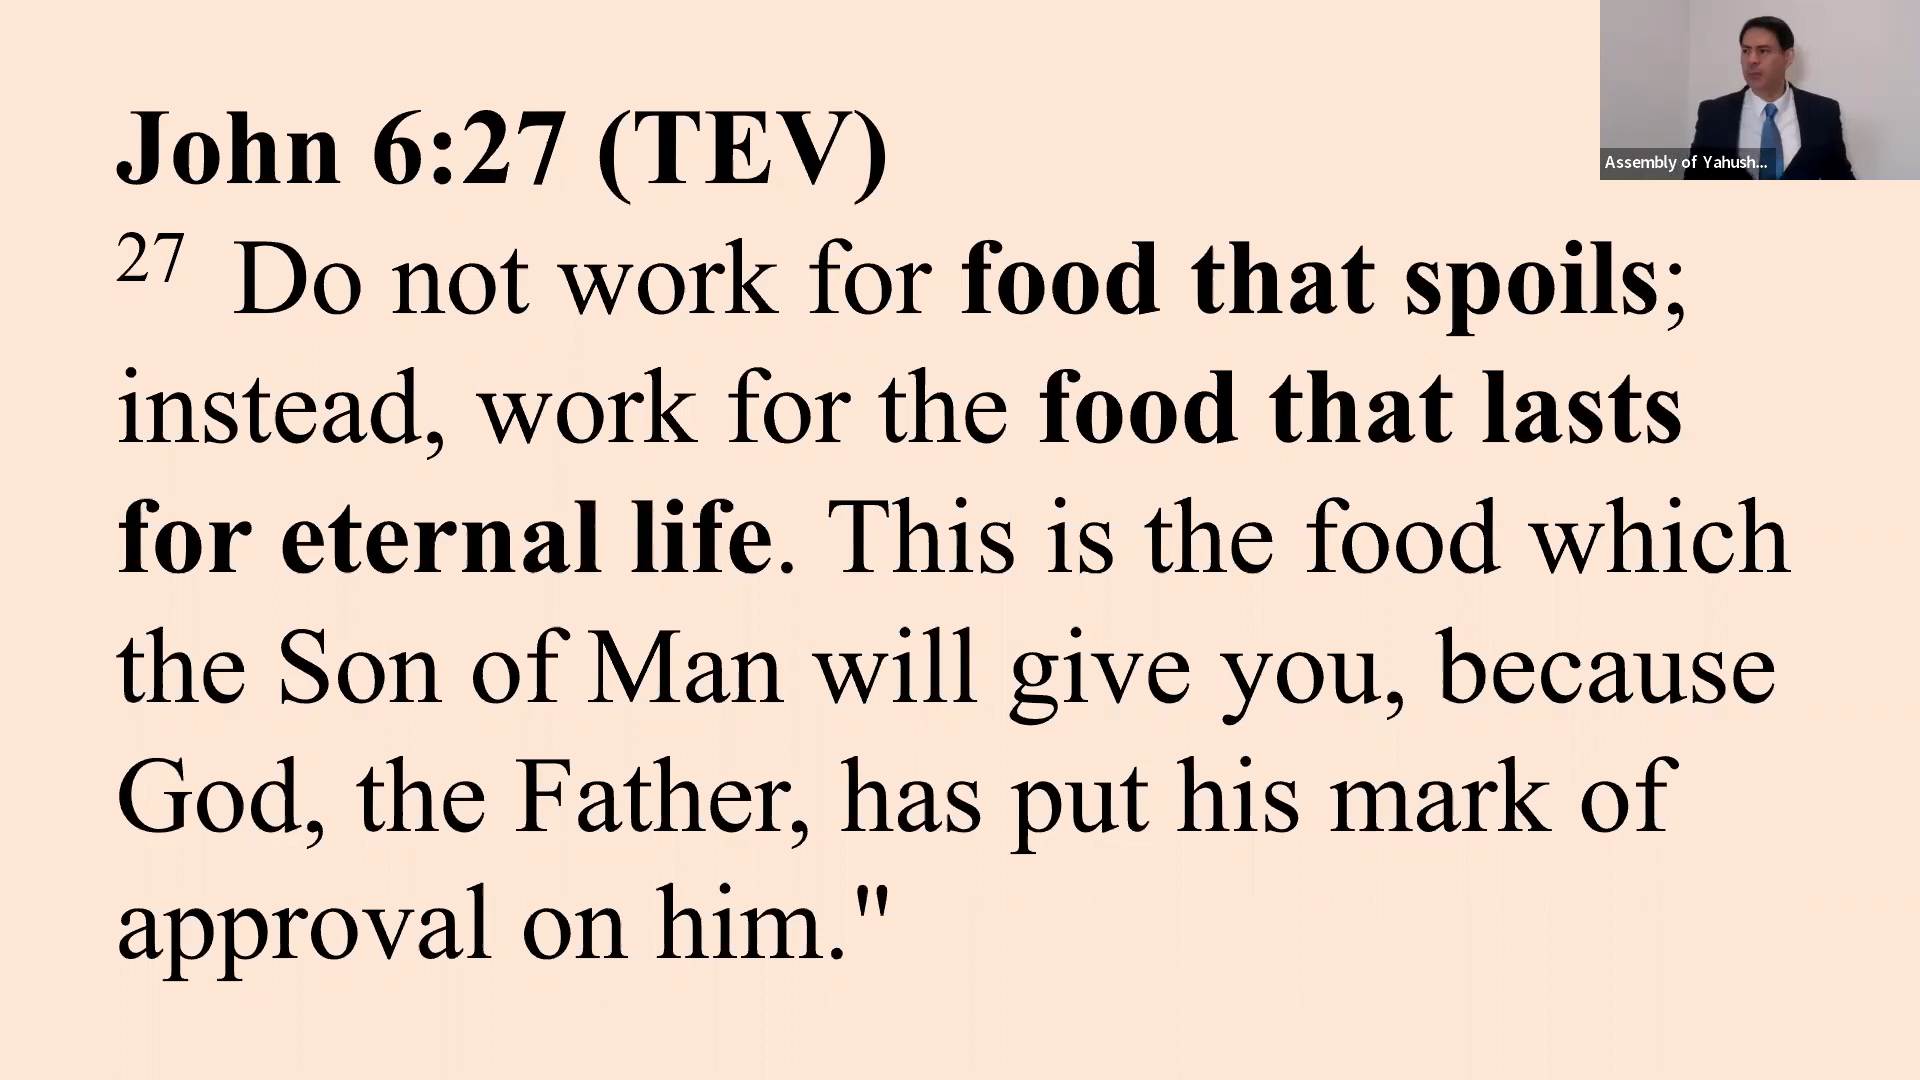 John 6:27 (TEV)
27 Do not work for food that spoils;
instead, work for the food that lasts
for eternal life. This is the food which
the Son of Man will give you, because
God, the Father, has put his mark of
approval on him."
Assembly of Yahush...